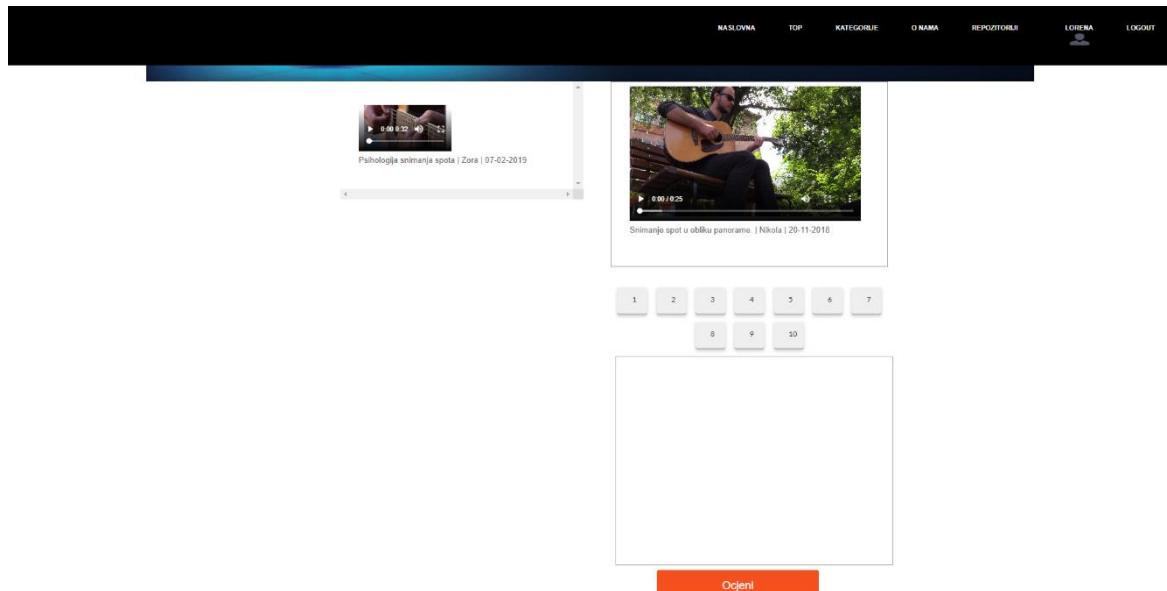 NASLOVNA TOP KATEGORIJE O NAMA REPOZITORIJI LORENA LOGOUT
0:00 0:32
Psihologija snimanja spota | Zora | 07-02-2019
0:00 / 0:25
Snimanje spot u obliku panorame. | Nikola | 20-11-2018
1 2 3 4 5 6 7
8 9 10
Ocjeni